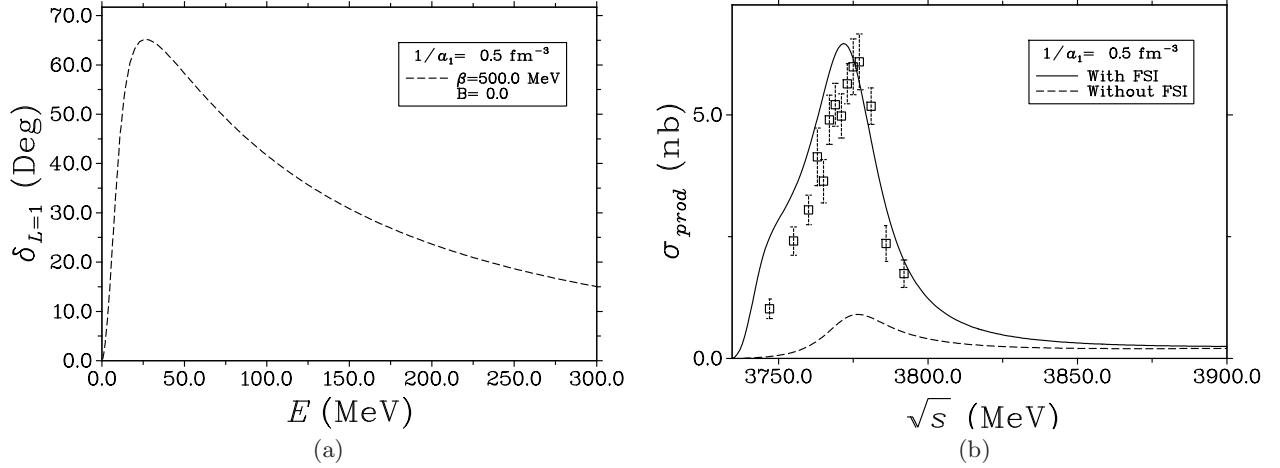 70.0
60.0
50.0
40.0
30.0
20.0
10.0
0.0
δ_{L=1} (Deg)
1/a₁= 0.5 fm⁻³
β=500.0 MeV
B= 0.0
0.0 50.0 100.0 150.0 200.0 250.0 300.0
E (MeV)
(a)
5.0
0.0
σ_{prod} (nb)
1/a₁= 0.5 fm⁻³
With FSI
Without FSI
3750.0 3800.0 3850.0 3900.0
√s (MeV)
(b)